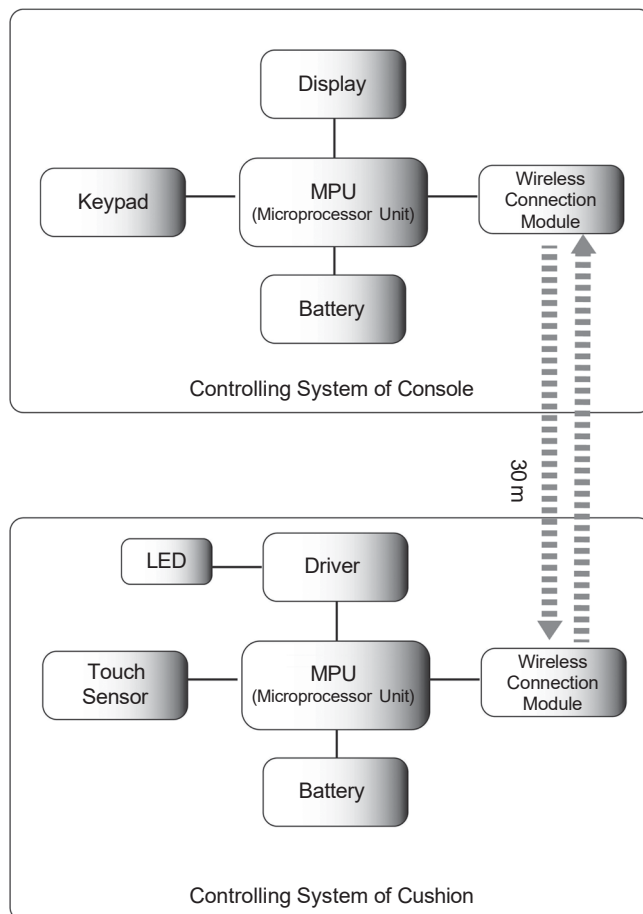 Display
Keypad
MPU
(Microprocessor Unit)
Wireless
Connection
Module
Battery
Controlling System of Console
30 m
LED
Driver
Touch
Sensor
MPU
(Microprocessor Unit)
Wireless
Connection
Module
Battery
Controlling System of Cushion